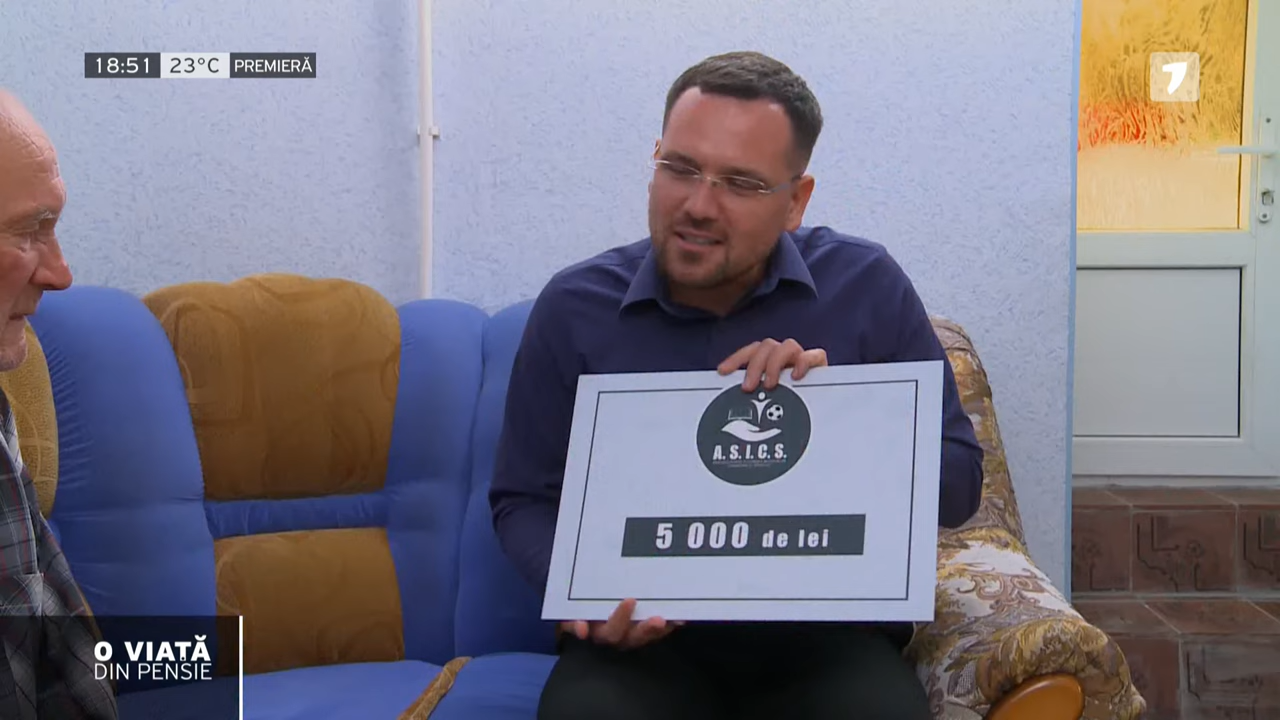 18:51 23°C PREMIERĂ
7
A. S. I. C. S.
5 000 de lei
O VIAȚĂ
DIN PENSIE